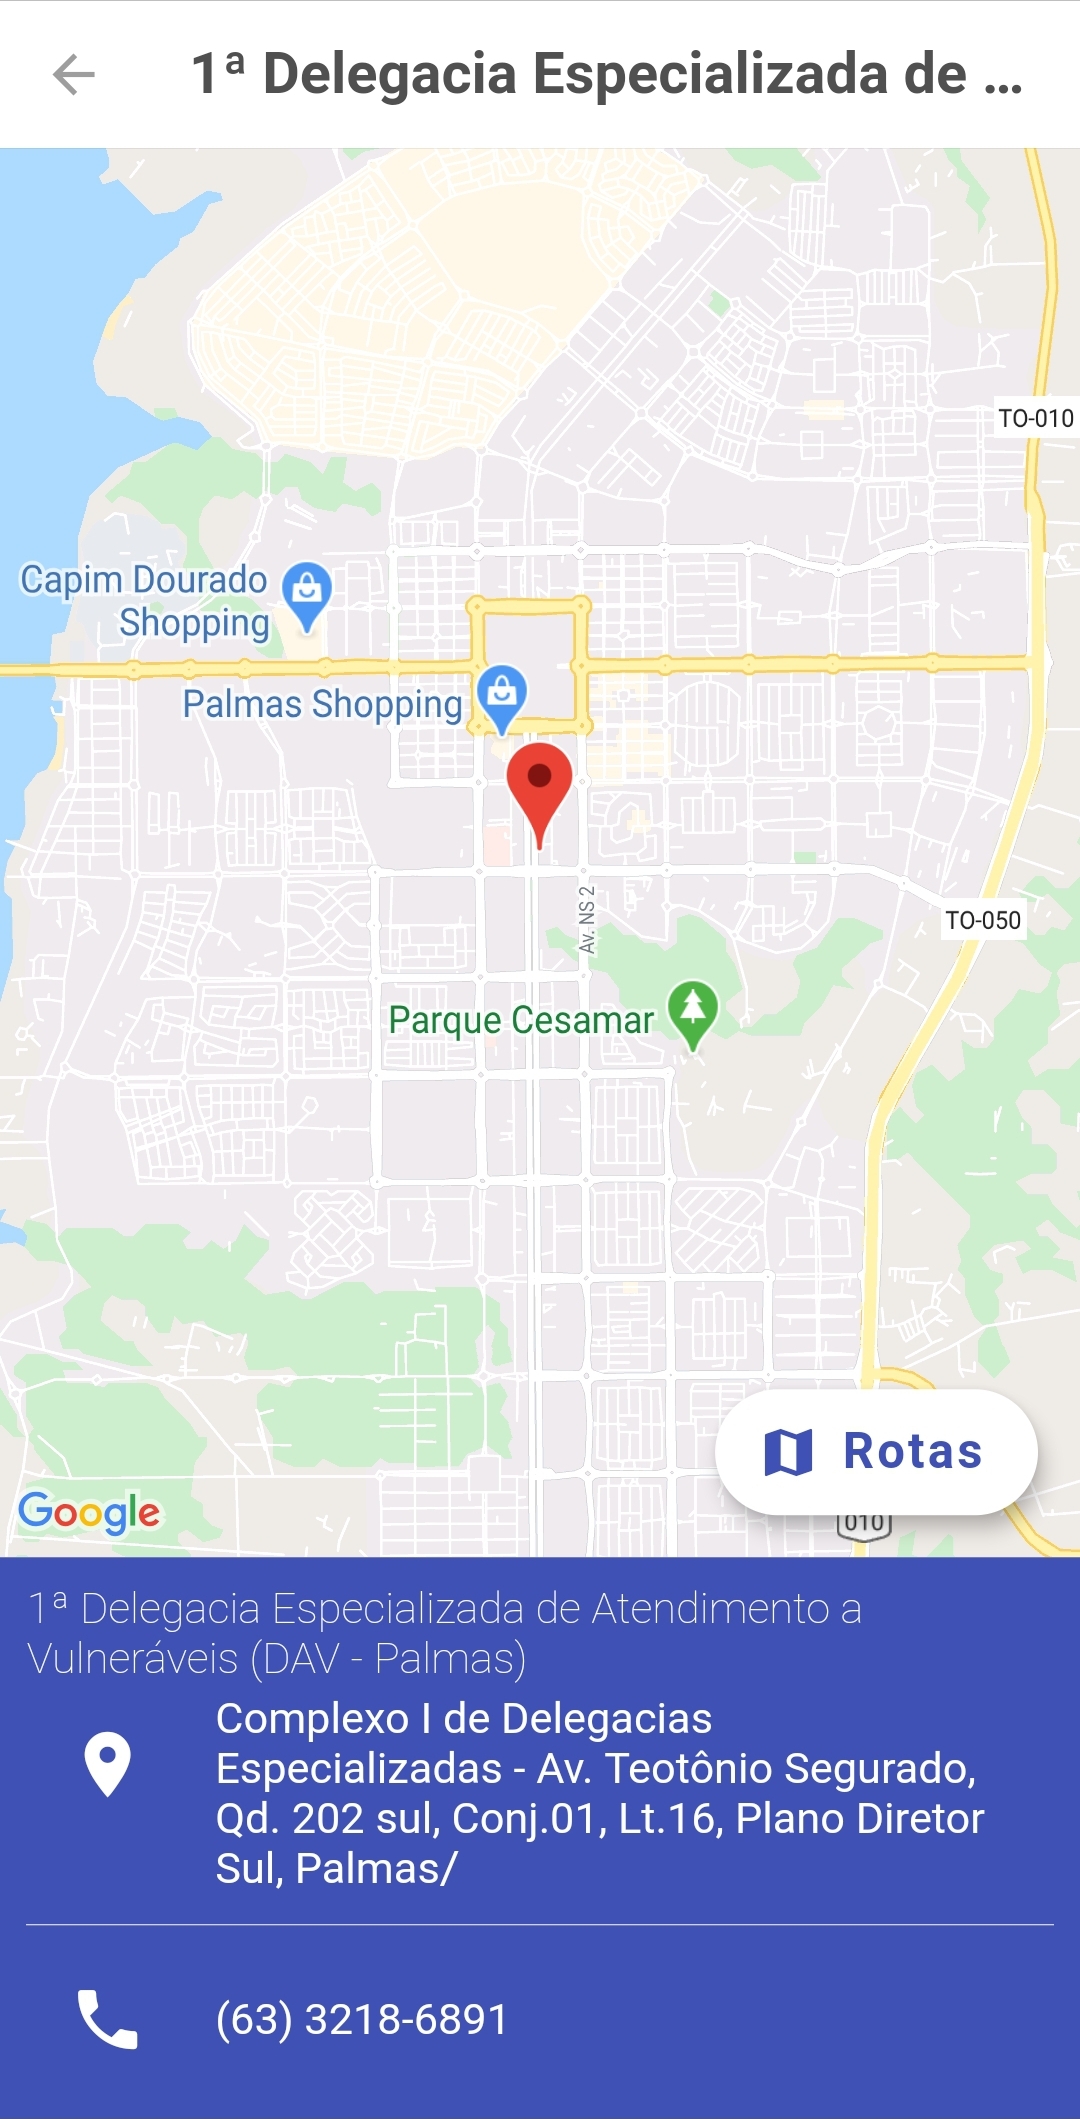 1ª Delegacia Especializada de ...
TO-010
Capim Dourado
Shopping
Palmas Shopping
Av. NS 2
TO-050
Parque Cesamar
Rotas
Google
010
1ª Delegacia Especializada de Atendimento a
Vulneráveis (DAV - Palmas)
Complexo I de Delegacias
Especializadas - Av. Teotônio Segurado,
Qd. 202 sul, Conj.01, Lt.16, Plano Diretor
Sul, Palmas/
(63) 3218-6891